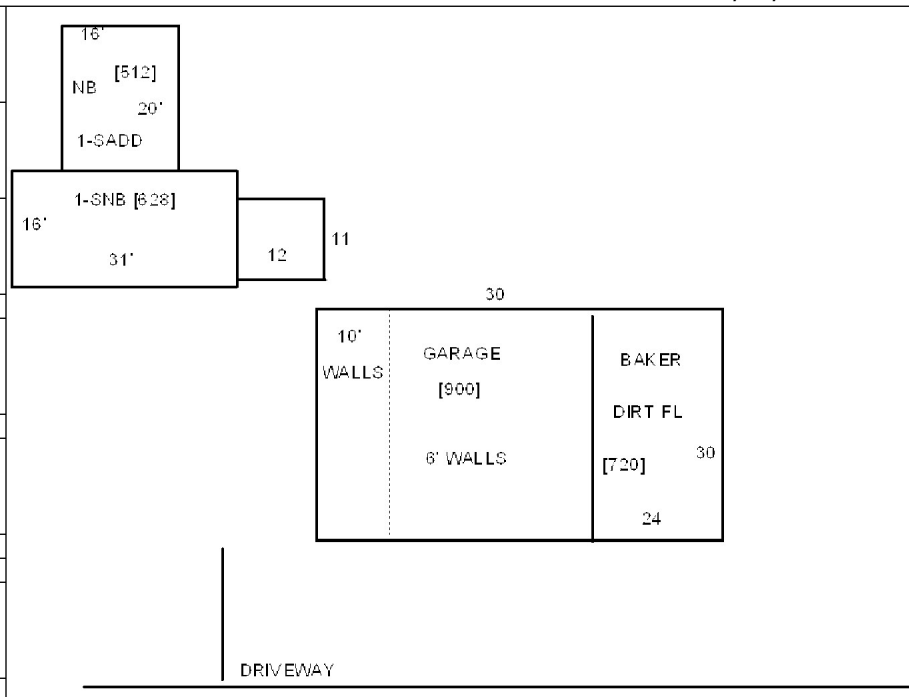 16'
[512]
NB
20'
1-SADD
1-SNB [628]
16'
31'
12
11
30
10'
WALLS
GARAGE
[900]
6' WALLS
BAKER
DIRT FL
30
[720]
24
DRIVEWAY